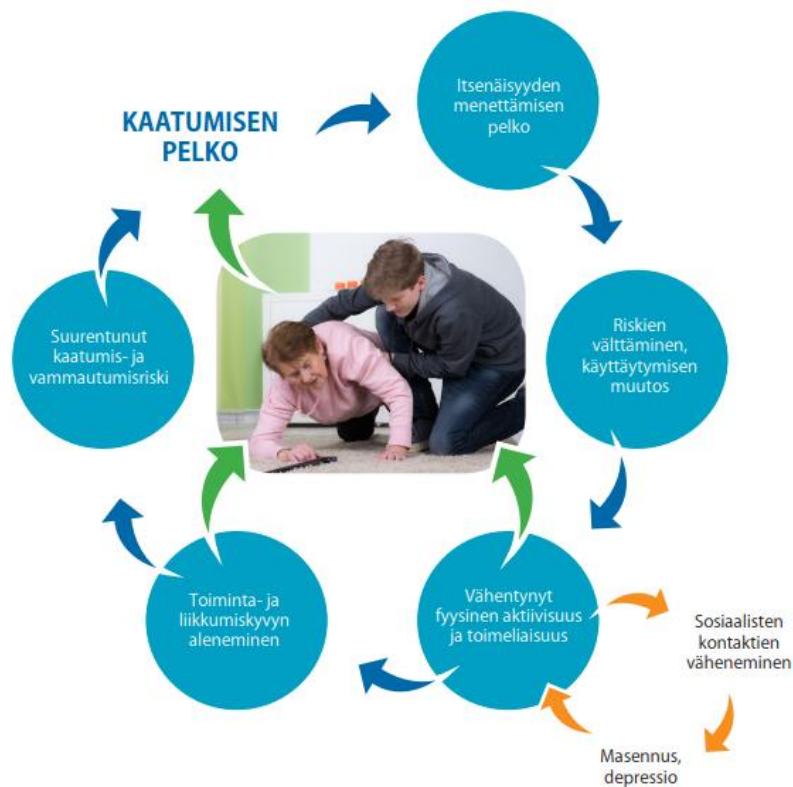 KAATUMISEN
PELKO
Itsenäisyyden
menettämisen
pelko
Riskien
välttäminen,
käyttäytymisen
muutos
Vähentynyt
fyysinen aktiivisuus
ja toimeliaisuus
Sosiaalisten
kontaktien
väheneminen
Masennus,
depressio
Toiminta- ja
liikkumiskyvyn
aleneminen
Suurentunut
kaatumis- ja
vammautumisriski